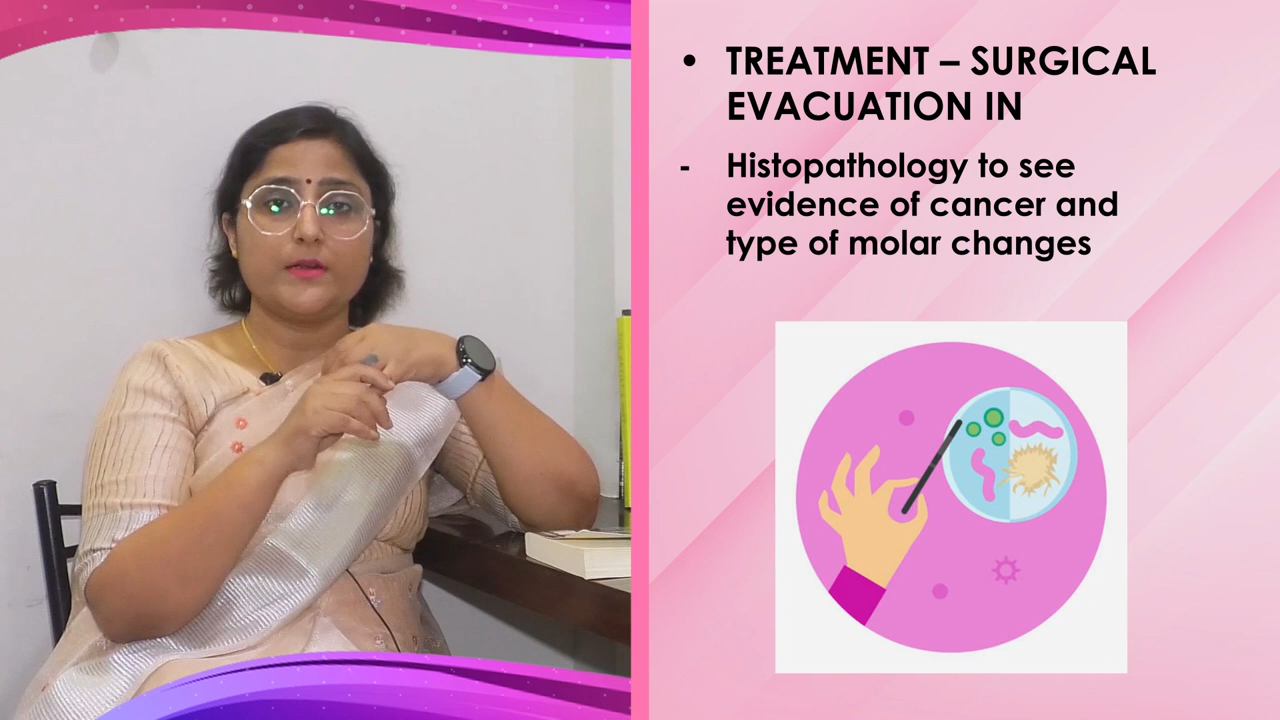 • TREATMENT – SURGICAL
EVACUATION IN
- Histopathology to see
evidence of cancer and
type of molar changes